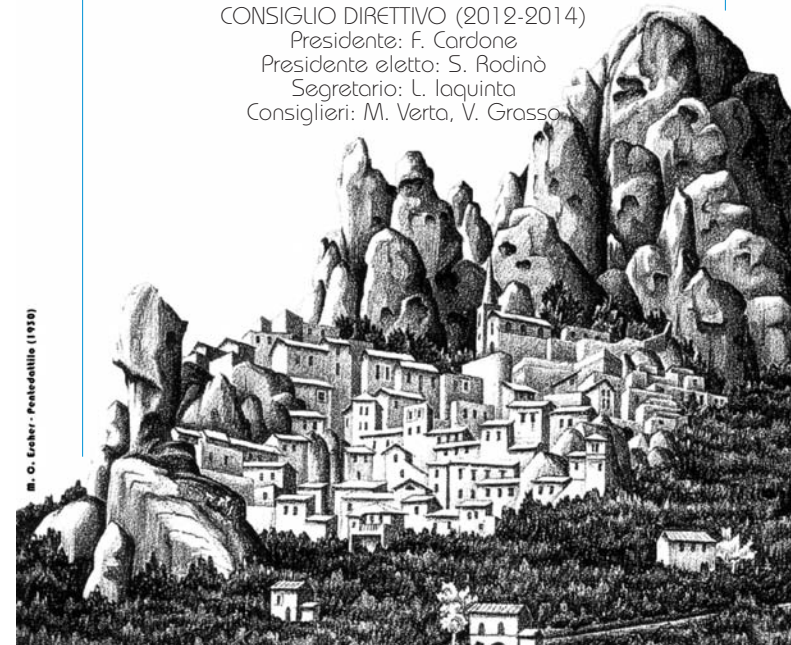 CONSIGLIO DIRETTIVO (2012-2014)
Presidente: F. Cardone
Presidente eletto: S. Rodinò
Segretario: L. Iaquinta
Consiglieri: M. Verta, V. Grasso
M. C. Escher - Pentedattilo (1930)